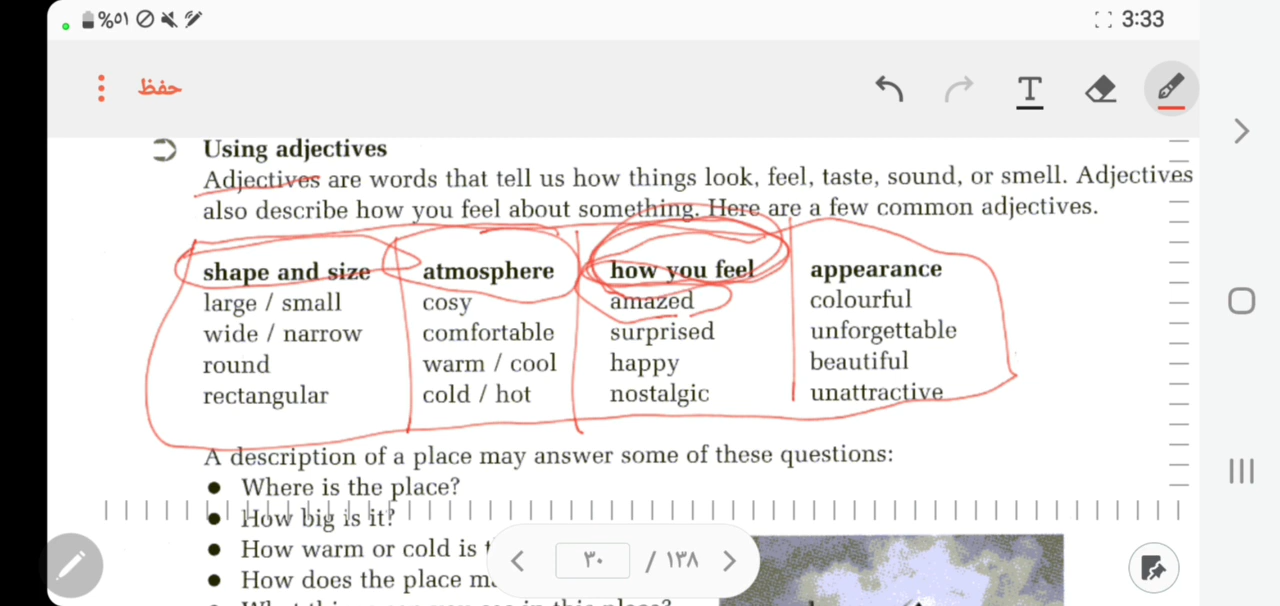 %٥١ 3:33
حفظ T
Using adjectives
Adjectives are words that tell us how things look, feel, taste, sound, or smell. Adjectives
also describe how you feel about something. Here are a few common adjectives.
shape and size atmosphere how you feel appearance
large / small cosy amazed colourful
wide / narrow comfortable surprised unforgettable
round warm / cool happy beautiful
rectangular cold / hot nostalgic unattractive
A description of a place may answer some of these questions:
● Where is the place?
● How big is it?
● How warm or cold is
● How does the place
٣٠ / ١٣٨